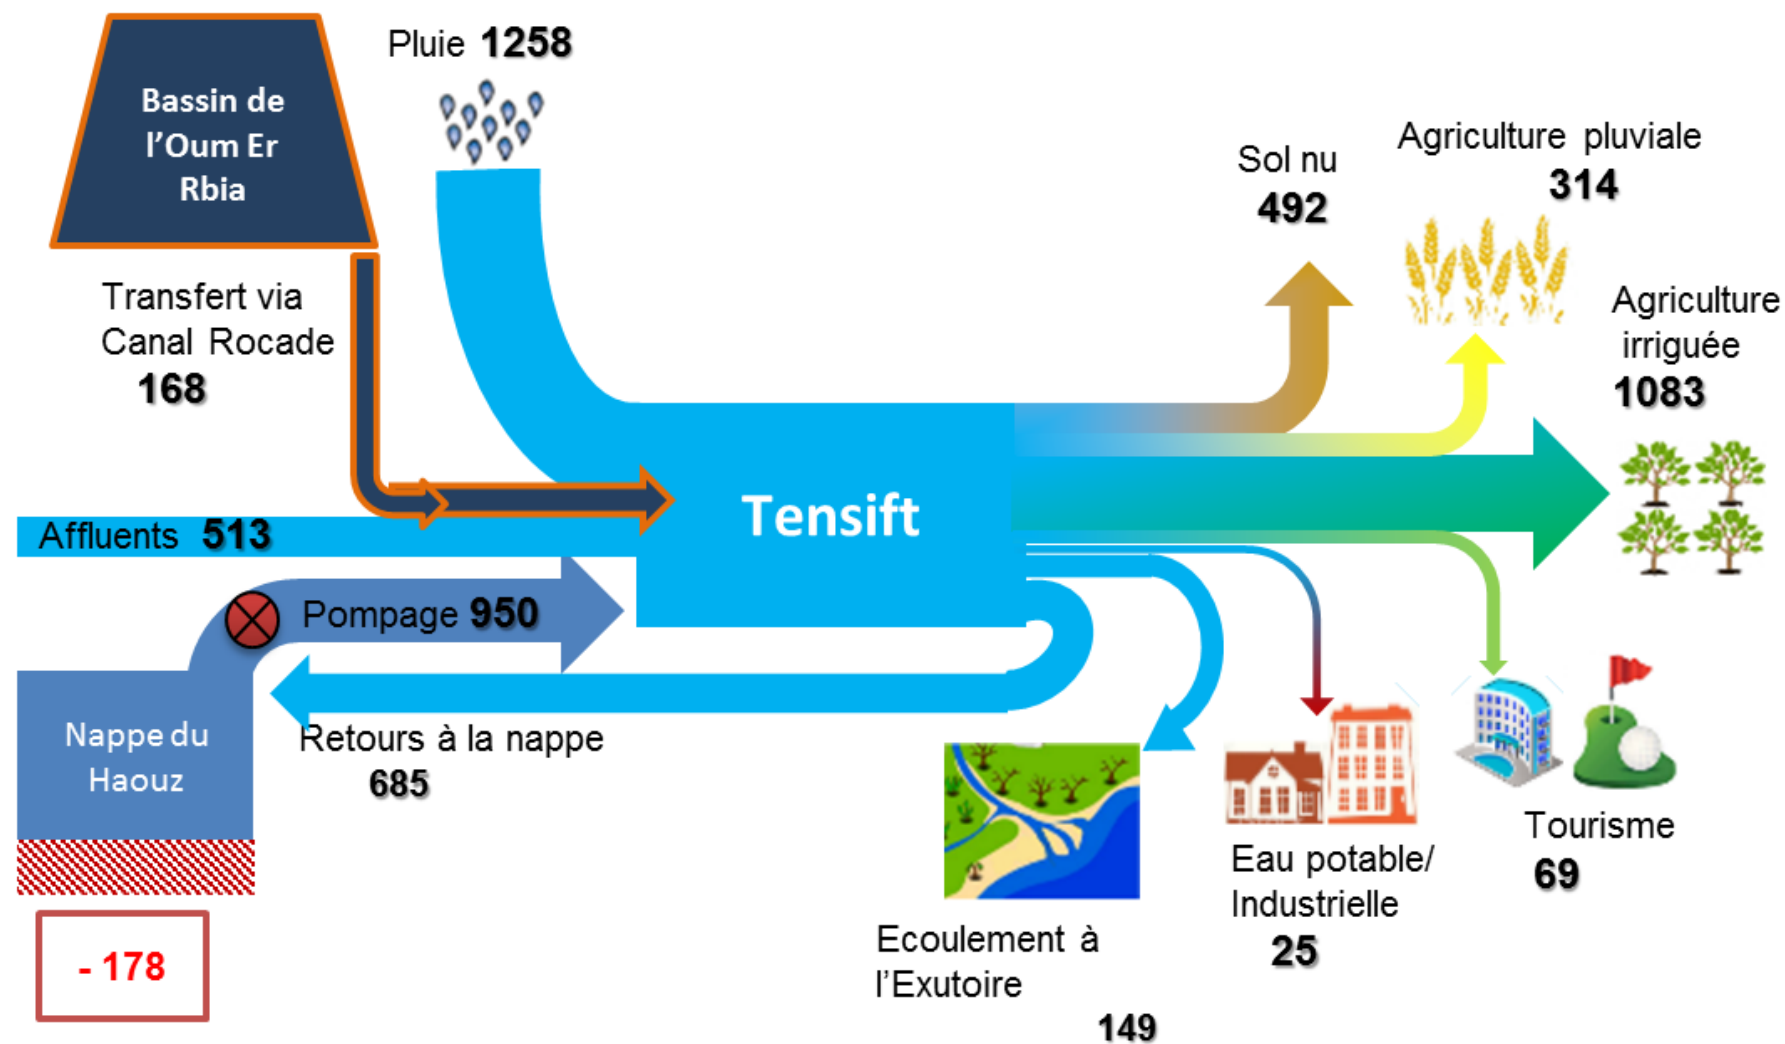 Bassin de
l'Oum Er
Rbia
Pluie 1258
Transfert via
Canal Rocade
168
Affluents 513
Pompage 950
Nappe du
Haouz
- 178
Retours à la nappe
685
Tensift
Sol nu
492
Agriculture pluviale
314
Agriculture
irriguée
1083
Tourisme
69
Eau potable/
Industrielle
25
Ecoulement à
l'Exutoire
149